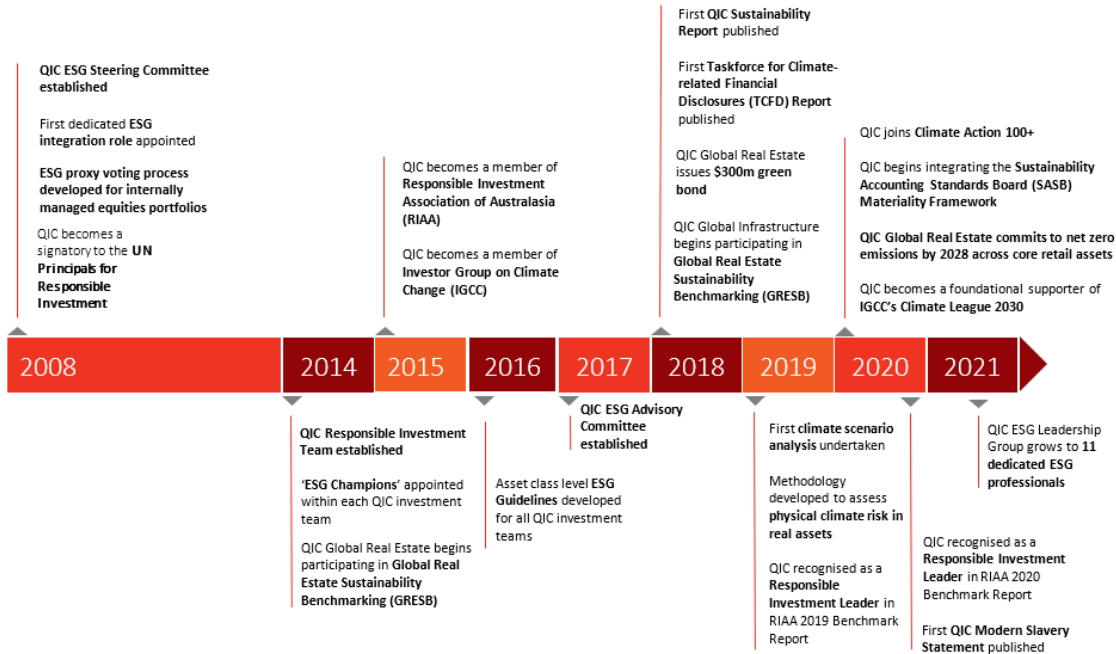 QIC ESG Steering Committee
established
First dedicated ESG
integration role appointed
ESG proxy voting process
developed for internally
managed equities portfolios
QIC becomes a
signatory to the UN
Principals for
Responsible
Investment
QIC becomes a member of
Responsible Investment
Association of Australasia
(RIAA)
QIC becomes a member of
Investor Group on Climate
Change (IGCC)
First QIC Sustainability
Report published
First Taskforce for Climate-
related Financial
Disclosures (TCFD) Report
published
QIC Global Real Estate
issues $300m green
bond
QIC Global Infrastructure
begins participating in
Global Real Estate
Sustainability
Benchmarking (GRESB)
QIC joins Climate Action 100+
QIC begins integrating the Sustainability
Accounting Standards Board (SASB)
Materiality Framework
QIC Global Real Estate commits to net zero
emissions by 2028 across core retail assets
QIC becomes a foundational supporter of
IGCC's Climate League 2030
2008
2014
2015
2016
2017
2018
2019
2020
2021
QIC Responsible Investment
Team established
'ESG Champions' appointed
within each QIC investment
team
QIC Global Real Estate begins
participating in Global Real
Estate Sustainability
Benchmarking (GRESB)
Asset class level ESG
Guidelines developed
for all QIC investment
teams
QIC ESG Advisory
Committee
established
First climate scenario
analysis undertaken
Methodology
developed to assess
physical climate risk in
real assets
QIC recognised as a
Responsible
Investment Leader in
RIAA 2019 Benchmark
Report
QIC recognised as a
Responsible Investment
Leader in RIAA 2020
Benchmark Report
First QIC Modern Slavery
Statement published
QIC ESG Leadership
Group grows to 11
dedicated ESG
professionals